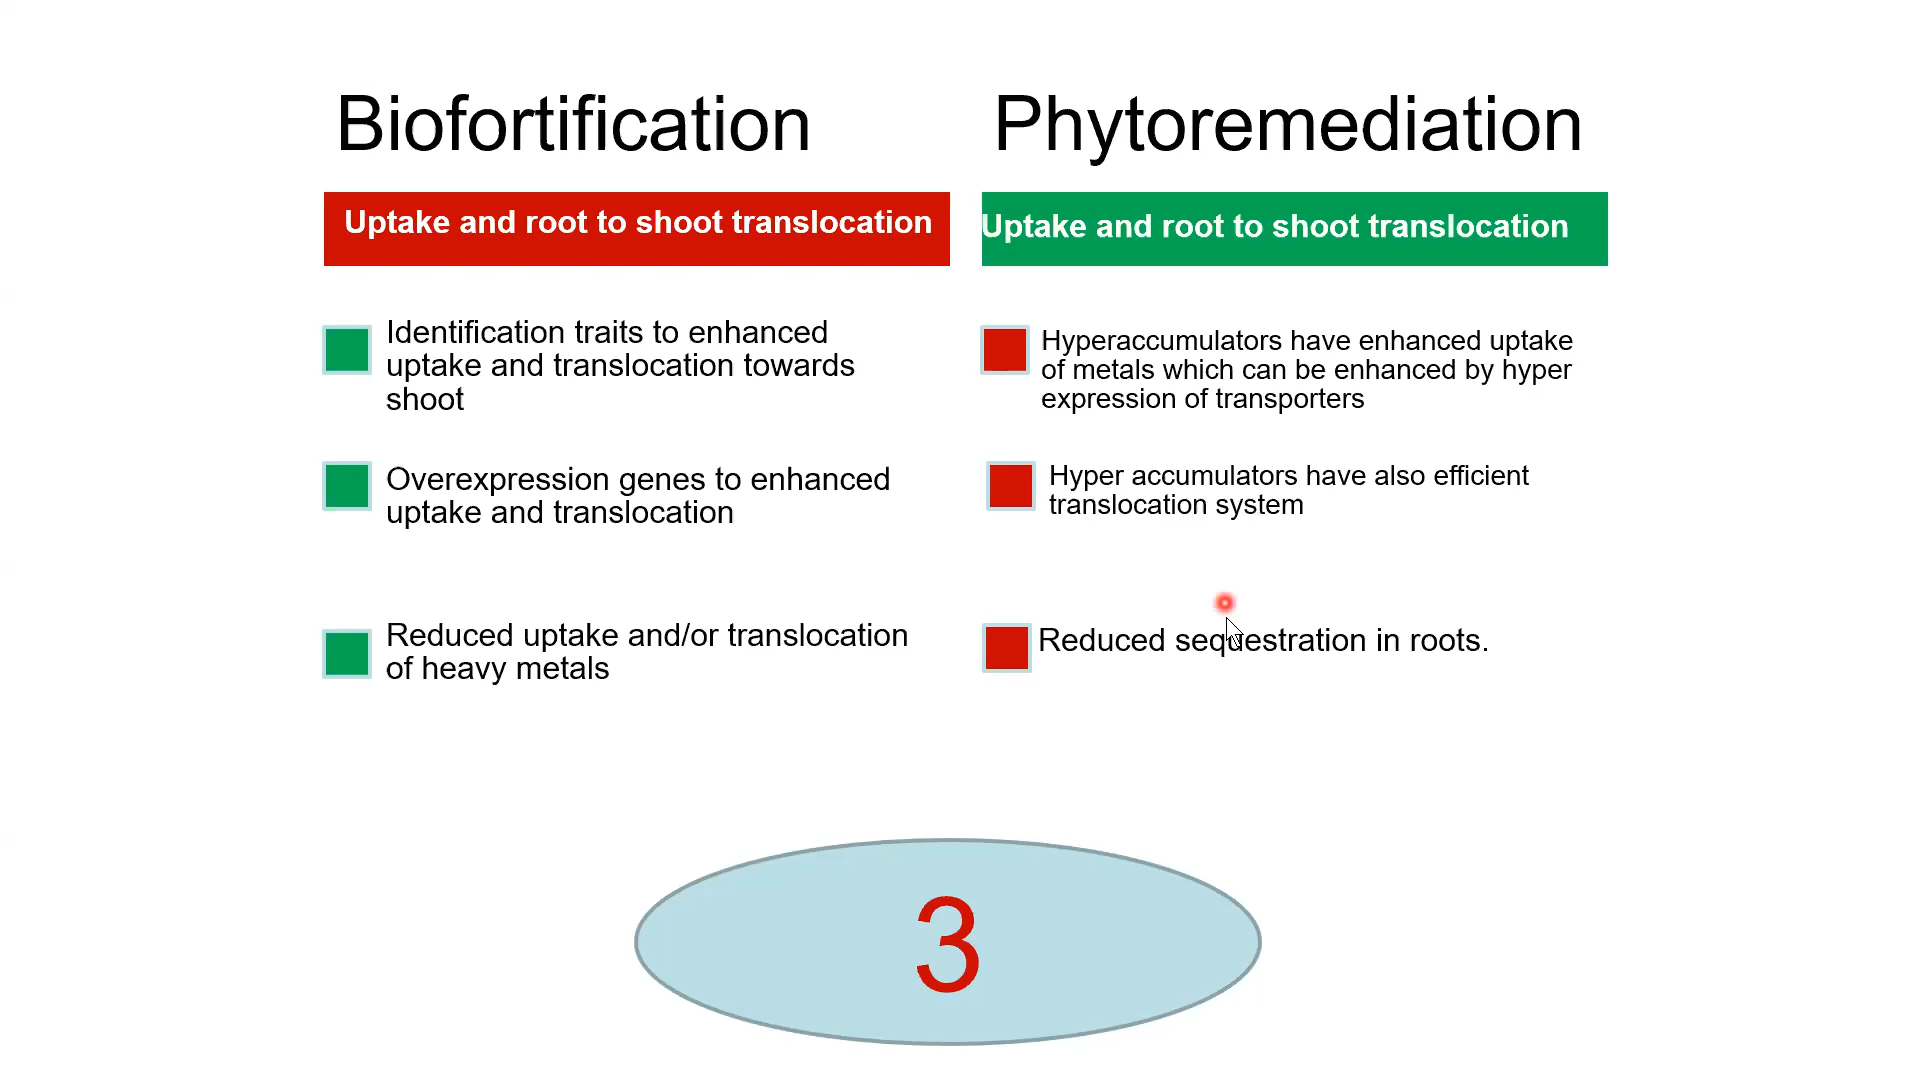 Biofortification
Uptake and root to shoot translocation
Identification traits to enhanced
uptake and translocation towards
shoot
Overexpression genes to enhanced
uptake and translocation
Reduced uptake and/or translocation
of heavy metals
Phytoremediation
Uptake and root to shoot translocation
Hyperaccumulators have enhanced uptake
of metals which can be enhanced by hyper
expression of transporters
Hyper accumulators have also efficient
translocation system
Reduced sequestration in roots.
3